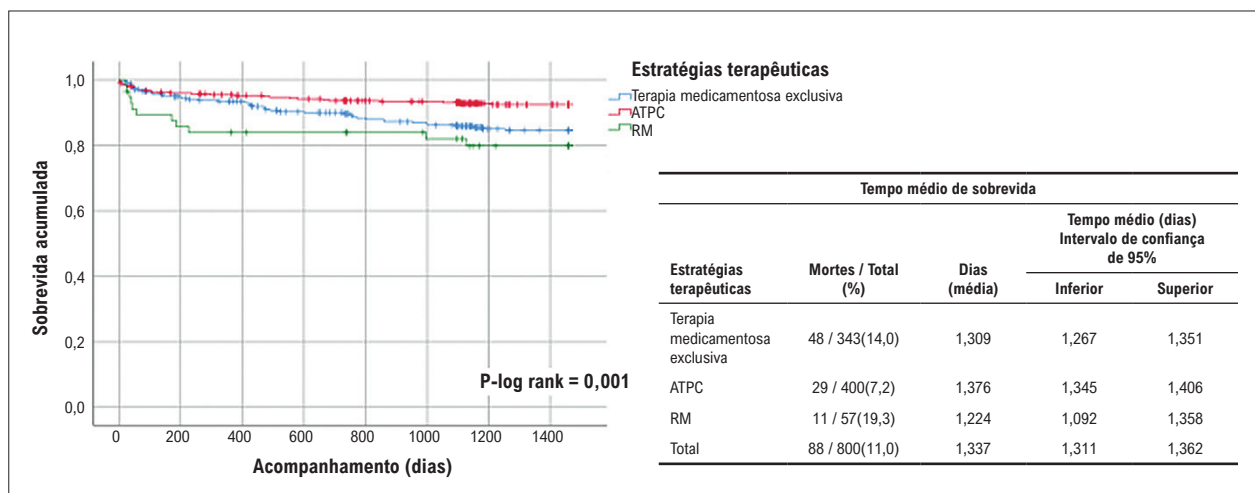 Estratégias terapêuticas
Terapia medicamentosa exclusiva
ATPC
RM
Sobrevida acumulada
1,0
0,8
0,6
0,4
0,2
0,0
P-log rank = 0,001
0 200 400 600 800 1000 1200 1400
Acompanhamento (dias)
Tempo médio de sobrevida
Tempo médio (dias)
Intervalo de confiança
de 95%
Estratégias
terapêuticas
Mortes / Total
(%)
Dias
(média)
Inferior Superior
Terapia
medicamentosa
exclusiva
48 / 343(14,0) 1,309 1,267 1,351
ATPC 29 / 400(7,2) 1,376 1,345 1,406
RM 11 / 57(19,3) 1,224 1,092 1,358
Total 88 / 800(11,0) 1,337 1,311 1,362